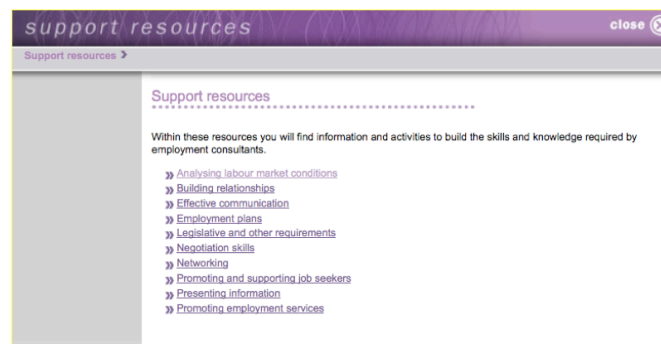 support resources
close
Support resources
Support resources
Within these resources you will find information and activities to build the skills and knowledge required by
employment consultants.
Analysing labour market conditions
Building relationships
Effective communication
Employment plans
Legislative and other requirements
Negotiation skills
Networking
Promoting and supporting job seekers
Presenting information
Promoting employment services